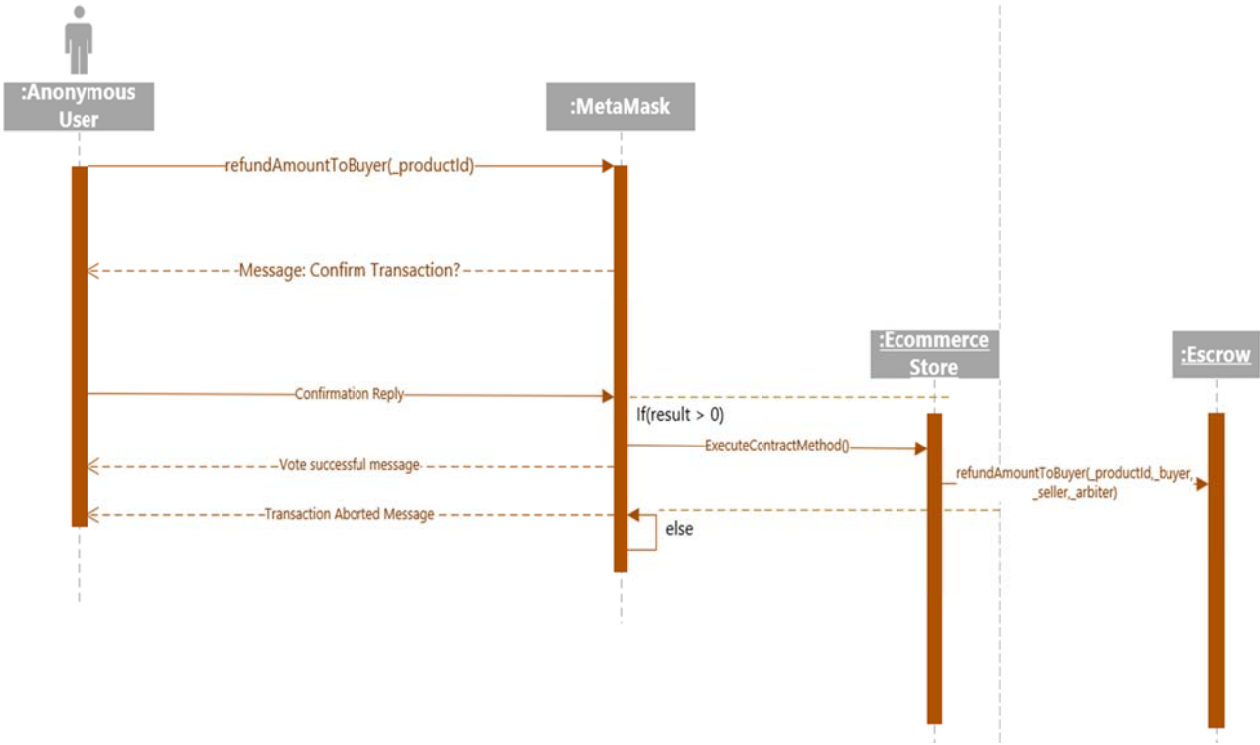 :Anonymous
User
:MetaMask
refundAmountToBuyer(_productId)
Message: Confirm Transaction?
:Ecommerce
Store
:Escrow
Confirmation Reply
If(result > 0)
ExecuteContractMethod()
Vote successful message
refundAmountToBuyer(_productId,_buyer,
_seller,_arbiter)
Transaction Aborted Message
else